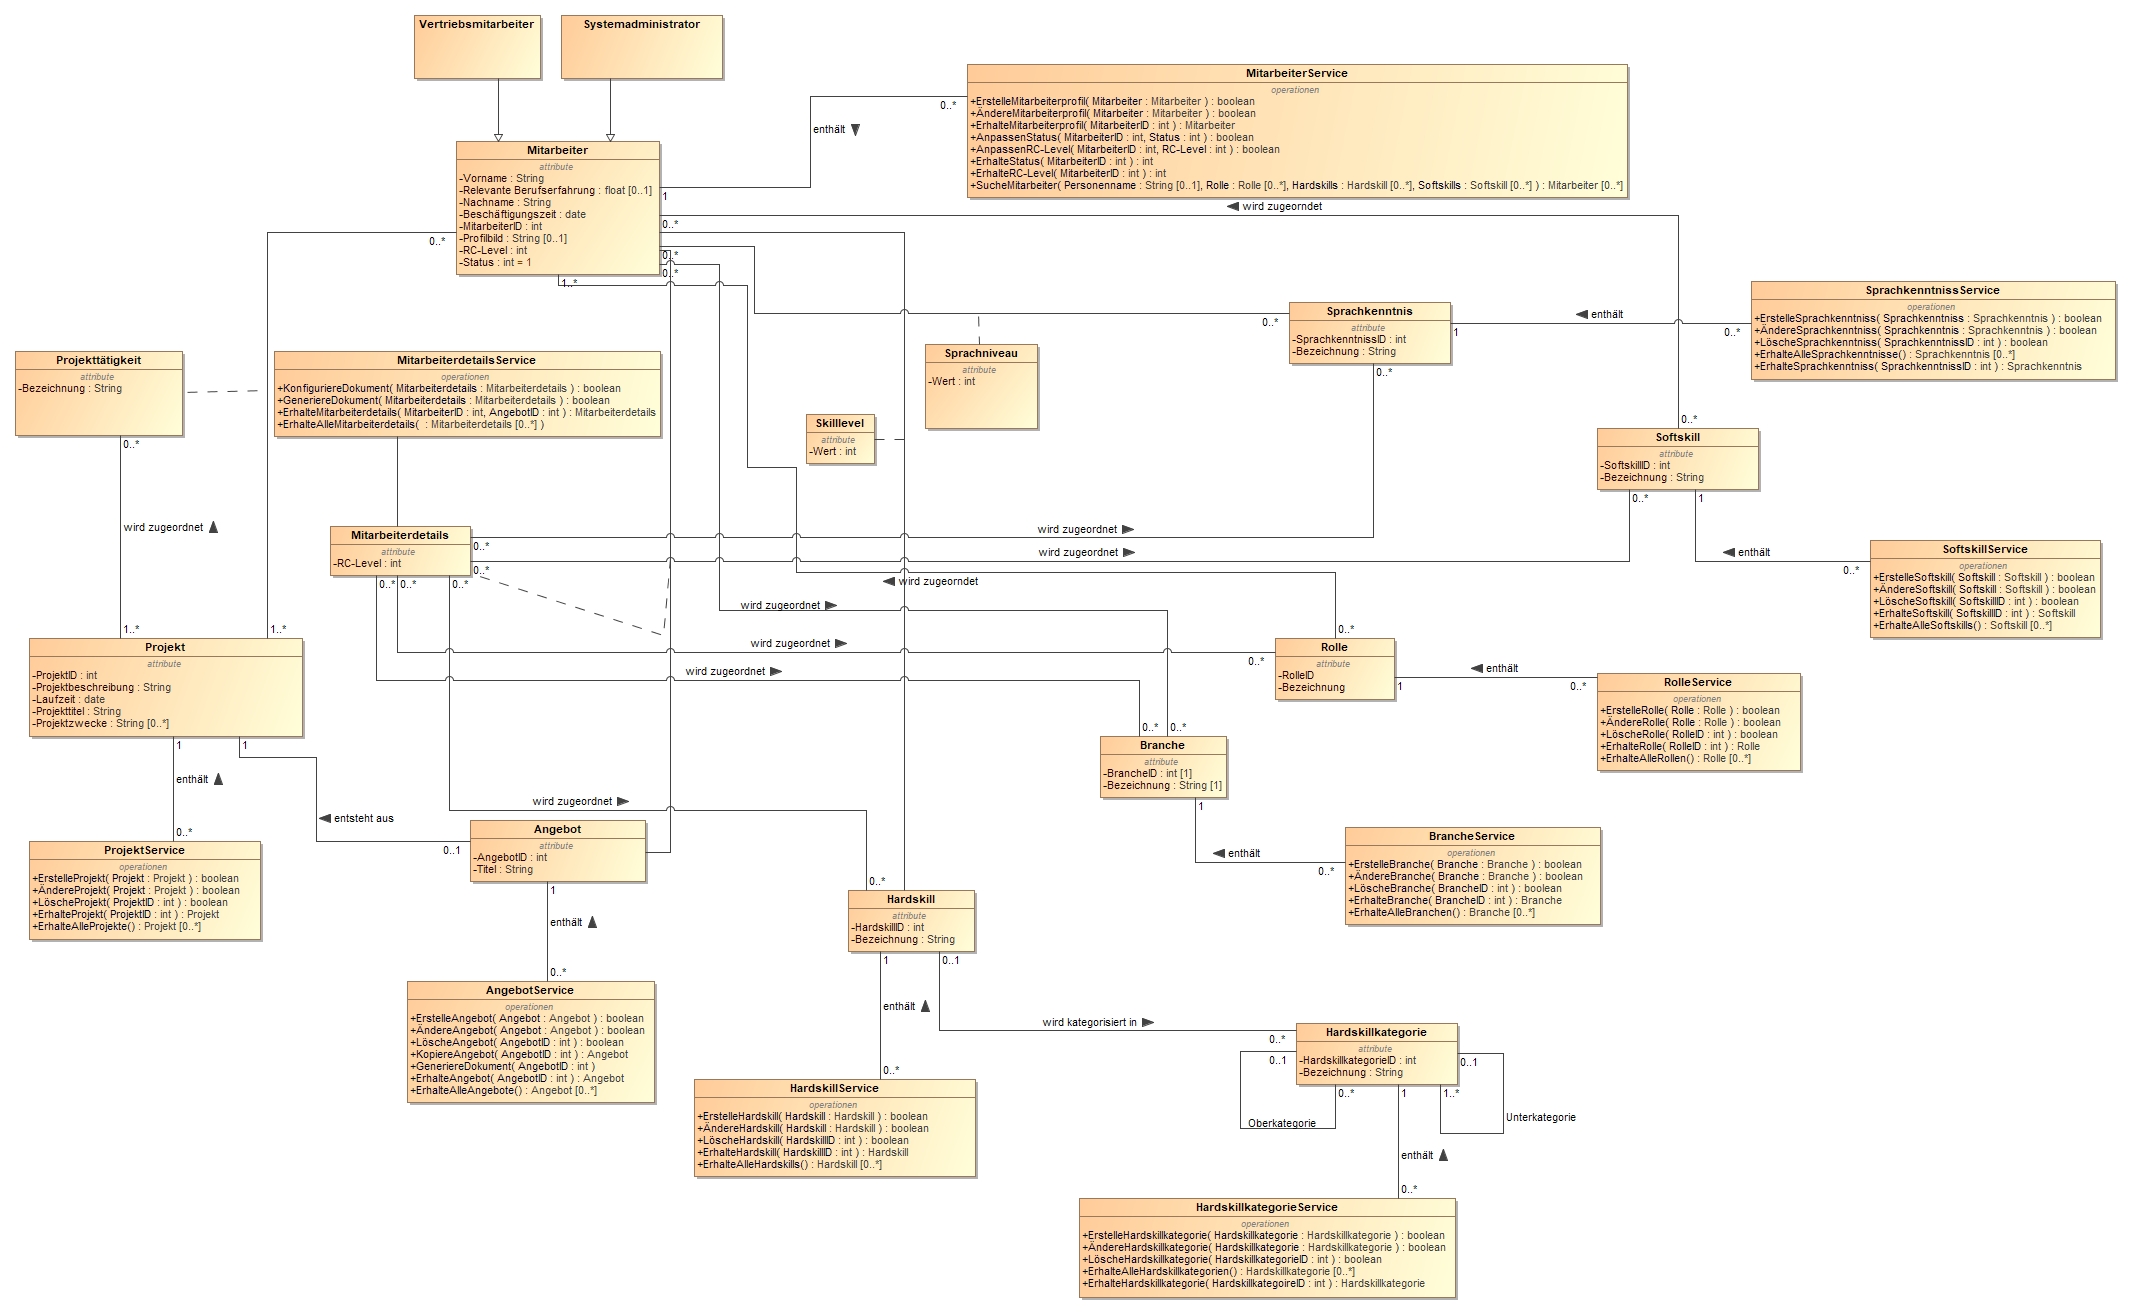 Vertriebsmitarbeiter
Systemadministrator
MitarbeiterService
operationen
+ErstelleMitarbeiterprofil( Mitarbeiter : Mitarbeiter ) : boolean
+ÄndereMitarbeiterprofil( Mitarbeiter : Mitarbeiter ) : boolean
+ErhalteMitarbeiterprofil( MitarbeiterID : int ) : Mitarbeiter
+AnpassenStatus( MitarbeiterID : int, Status : int ) : boolean
+AnpassenRC-Level( MitarbeiterID : int, RC-Level : int ) : boolean
+ErhalteStatus( MitarbeiterID : int ) : int
+ErhalteRC-Level( MitarbeiterID : int ) : int
+SucheMitarbeiter( Personenname : String [0..1], Rolle : Rolle [0..*], Hardskills : Hardskill [0..*], Softskills : Softskill [0..*] ) : Mitarbeiter [0..*]
0..*
enthält
1
Mitarbeiter
attribute
-Vorname : String
-Relevante Berufserfahrung : float [0..1]
-Nachname : String
-Beschäftigungszeit : date
-MitarbeiterID : int
-Profilbild : String [0..1]
-RC-Level : int
-Status : int = 1
0..*
0..*
0..*
0..*
1..*
wird zugeorndet
Sprachkenntnis
attribute
-SprachkenntnissID : int
-Bezeichnung : String
0..*
0..*
1
enthält
0..*
SprachkenntnissService
operationen
+ErstelleSprachkenntniss( Sprachkenntniss : Sprachkenntnis ) : boolean
+ÄndereSprachkenntniss( Sprachkenntnis : Sprachkenntnis ) : boolean
+LöscheSprachkenntniss( SprachkenntnissID : int ) : boolean
+ErhalteAlleSprachkenntnisse() : Sprachkenntnis [0..*]
+ErhalteSprachkenntniss( SprachkenntnissID : int ) : Sprachkenntnis
Projekttätigkeit
attribute
-Bezeichnung : String
0..*
wird zugeordnet
1..*
1..*
MitarbeiterdetailsService
operationen
+KonfiguriereDokument( Mitarbeiterdetails : Mitarbeiterdetails ) : boolean
+GeneriereDokument( Mitarbeiterdetails : Mitarbeiterdetails ) : boolean
+ErhalteMitarbeiterdetails( MitarbeiterID : int, AngebotID : int ) : Mitarbeiterdetails
+ErhalteAlleMitarbeiterdetails(  : Mitarbeiterdetails [0..*] )
Sprachniveau
attribute
-Wert : int
Skilllevel
attribute
-Wert : int
0..*
Softskill
attribute
-SoftskillID : int
-Bezeichnung : String
0..*
1
enthält
0..*
SoftskillService
operationen
+ErstelleSoftskill( Softskill : Softskill ) : boolean
+ÄndereSoftskill( Softskill : Softskill ) : boolean
+LöscheSoftskill( SoftskillID : int ) : boolean
+ErhalteSoftskill( SoftskillID : int ) : Softskill
+ErhalteAlleSoftskills() : Softskill [0..*]
Mitarbeiterdetails
attribute
-RC-Level : int
0..*
0..*
0..*
0..*
0..*
wird zugeordnet
wird zugeordnet
wird zugeorndet
wird zugeordnet
wird zugeordnet
wird zugeordnet
0..*
0..*
Rolle
attribute
-RolleID
-Bezeichnung
1
enthält
0..*
RolleService
operationen
+ErstelleRolle( Rolle : Rolle ) : boolean
+ÄndereRolle( Rolle : Rolle ) : boolean
+LöscheRolle( RolleID : int ) : boolean
+ErhalteRolle( RolleID : int ) : Rolle
+ErhalteAlleRollen() : Rolle [0..*]
Projekt
attribute
-ProjektID : int
-Projektbeschreibung : String
-Laufzeit : date
-Projekttitel : String
-Projektzwecke : String [0..*]
1
1
enthält
0..*
entsteht aus
0..1
0..*
0..*
Branche
attribute
-BrancheID : int [1]
-Bezeichnung : String [1]
1
enthält
0..*
BrancheService
operationen
+ErstelleBranche( Branche : Branche ) : boolean
+ÄndereBranche( Branche : Branche ) : boolean
+LöscheBranche( BrancheID : int ) : boolean
+ErhalteBranche( BrancheID : int ) : Branche
+ErhalteAlleBranchen() : Branche [0..*]
ProjektService
operationen
+ErstelleProjekt( Projekt : Projekt ) : boolean
+ÄndereProjekt( Projekt : Projekt ) : boolean
+LöscheProjekt( ProjektID : int ) : boolean
+ErhalteProjekt( ProjektID : int ) : Projekt
+ErhalteAlleProjekte() : Projekt [0..*]
wird zugeordnet
Angebot
attribute
-AngebotID : int
-Titel : String
1
enthält
0..*
AngebotService
operationen
+ErstelleAngebot( Angebot : Angebot ) : boolean
+ÄndereAngebot( Angebot : Angebot ) : boolean
+LöscheAngebot( AngebotID : int ) : boolean
+KopiereAngebot( AngebotID : int ) : Angebot
+GeneriereDokument( AngebotID : int )
+ErhalteAngebot( AngebotID : int ) : Angebot
+ErhalteAlleAngebote() : Angebot [0..*]
0..*
Hardskill
attribute
-HardskillID : int
-Bezeichnung : String
1
0..1
enthält
0..*
wird kategorisiert in
0..*
HardskillService
operationen
+ErstelleHardskill( Hardskill : Hardskill ) : boolean
+ÄndereHardskill( Hardskill : Hardskill ) : boolean
+LöscheHardskill( HardskillID : int ) : boolean
+ErhalteHardskill( HardskillID : int ) : Hardskill
+ErhalteAlleHardskills() : Hardskill [0..*]
Hardskillkategorie
attribute
-HardskillkategorieID : int
-Bezeichnung : String
0..1
0..1
0..*
1
1..*
Oberkategorie
Unterkategorie
enthält
0..*
HardskillkategorieService
operationen
+ErstelleHardskillkategorie( Hardskillkategorie : Hardskillkategorie ) : boolean
+ÄndereHardskillkategorie( Hardskillkategorie : Hardskillkategorie ) : boolean
+LöscheHardskillkategorie( HardskillkategorieID : int ) : boolean
+ErhalteAlleHardskillkategorien() : Hardskillkategorie [0..*]
+ErhalteHardskillkategorie( HardskillkategoireID : int ) : Hardskillkategorie